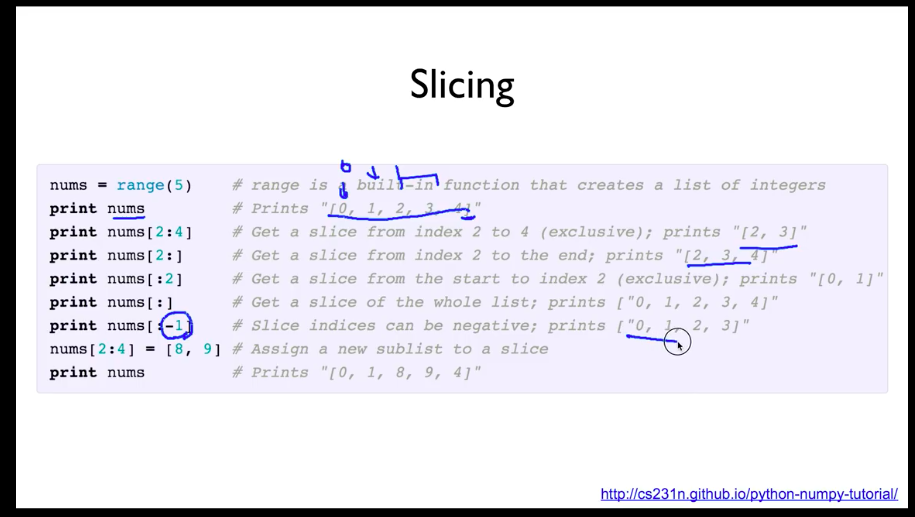 Slicing
nums = range(5) # range is a built-in function that creates a list of integers
print nums # Prints "[0, 1, 2, 3, 4]"
print nums[2:4] # Get a slice from index 2 to 4 (exclusive); prints "[2, 3]"
print nums[2:] # Get a slice from index 2 to the end; prints "[2, 3, 4]"
print nums[:2] # Get a slice from the start to index 2 (exclusive); prints "[0, 1]"
print nums[:] # Get a slice of the whole list; prints ["0, 1, 2, 3, 4]"
print nums[:-1] # Slice indices can be negative; prints ["0, 1, 2, 3]"
nums[2:4] = [8, 9] # Assign a new sublist to a slice
print nums # Prints "[0, 1, 8, 9, 4]"
http://cs231n.github.io/python-numpy-tutorial/